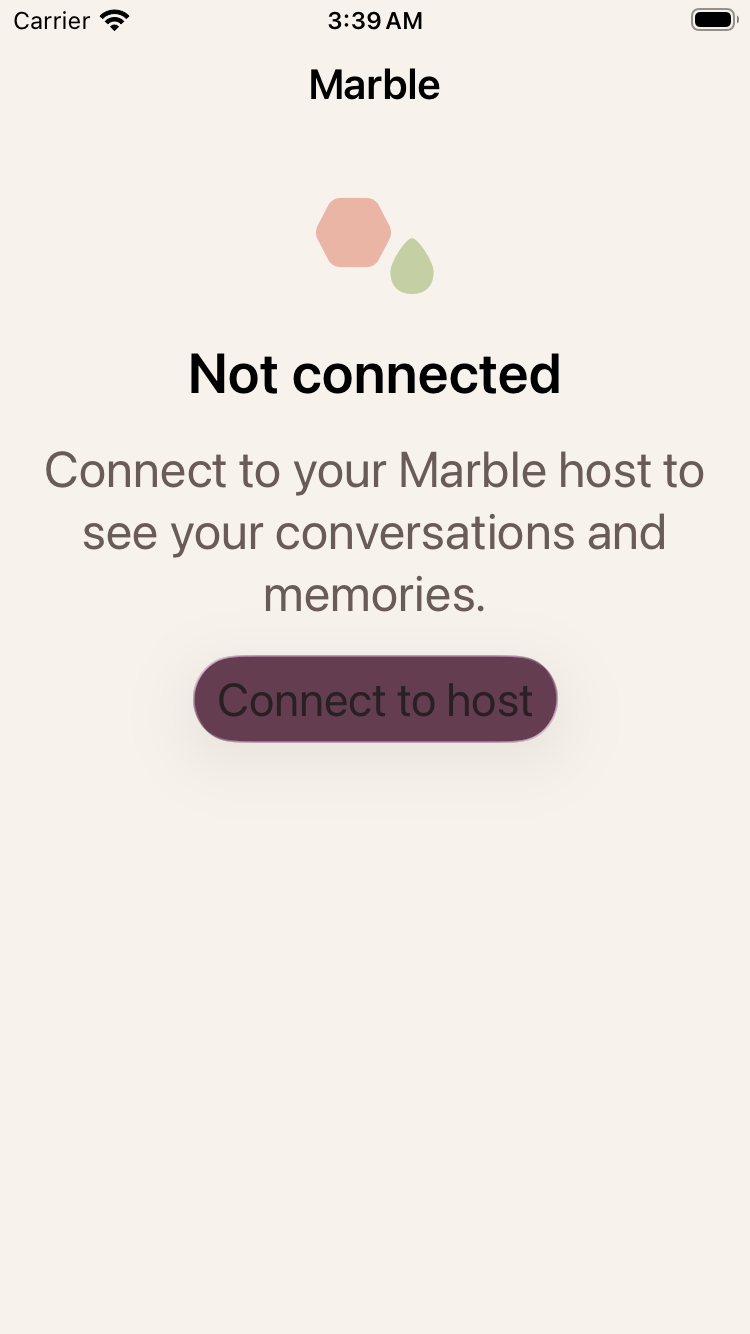 Carrier
3:39 AM
Marble
Not connected
Connect to your Marble host to
see your conversations and
memories.
Connect to host